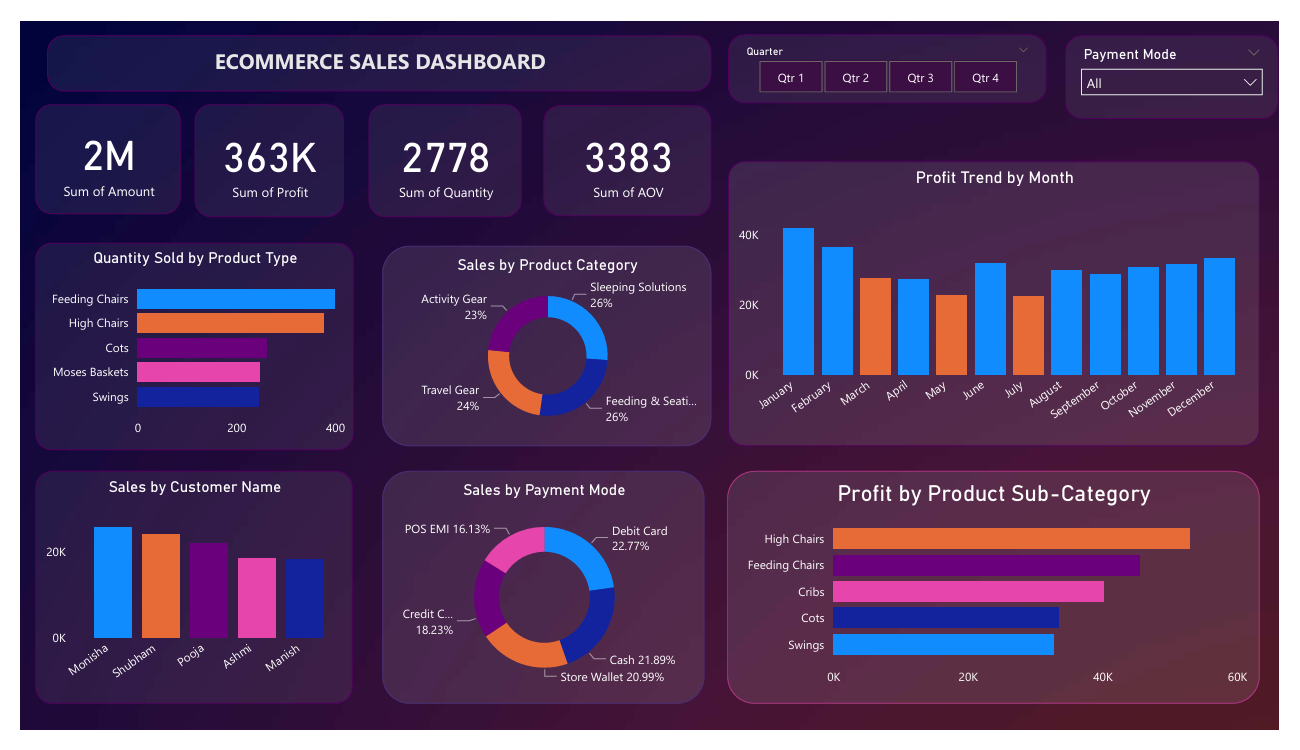 ECOMMERCE SALES DASHBOARD
Quarter
Qtr 1 Qtr 2 Qtr 3 Qtr 4
Payment Mode
All
2M
Sum of Amount
363K
Sum of Profit
2778
Sum of Quantity
3383
Sum of AOV
Profit Trend by Month
40K
20K
0K
January February March April May June July August September October November December
Quantity Sold by Product Type
Feeding Chairs
High Chairs
Cots
Moses Baskets
Swings
0 200 400
Sales by Product Category
Sleeping Solutions
26%
Activity Gear
23%
Travel Gear
24%
Feeding & Seati...
26%
Sales by Customer Name
20K
0K
Monisha Shubham Pooja Ashmi Manish
Sales by Payment Mode
POS EMI 16.13%
Debit Card
22.77%
Credit C...
18.23%
Cash 21.89%
Store Wallet 20.99%
Profit by Product Sub-Category
High Chairs
Feeding Chairs
Cribs
Cots
Swings
0K 20K 40K 60K